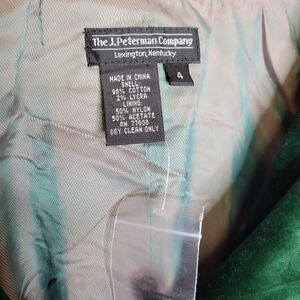 The J. Peterman Company
Lexington, Kentucky
4
MADE IN CHINA
SHELL:
98% COTTON
2% LYCRA
LINING:
50% NYLON
50% ACETATE
RN 77608
DRY CLEAN ONLY